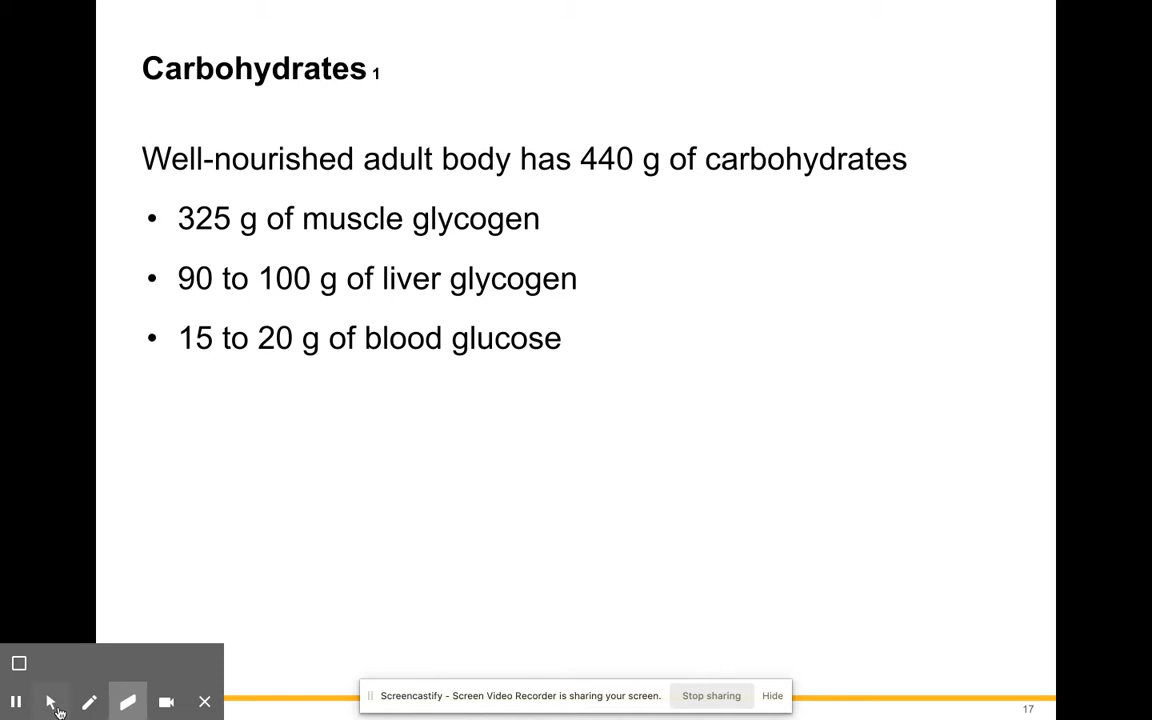 Carbohydrates 1
Well-nourished adult body has 440 g of carbohydrates
• 325 g of muscle glycogen
• 90 to 100 g of liver glycogen
• 15 to 20 g of blood glucose
Screencastify - Screen Video Recorder is sharing your screen. Stop sharing Hide
17